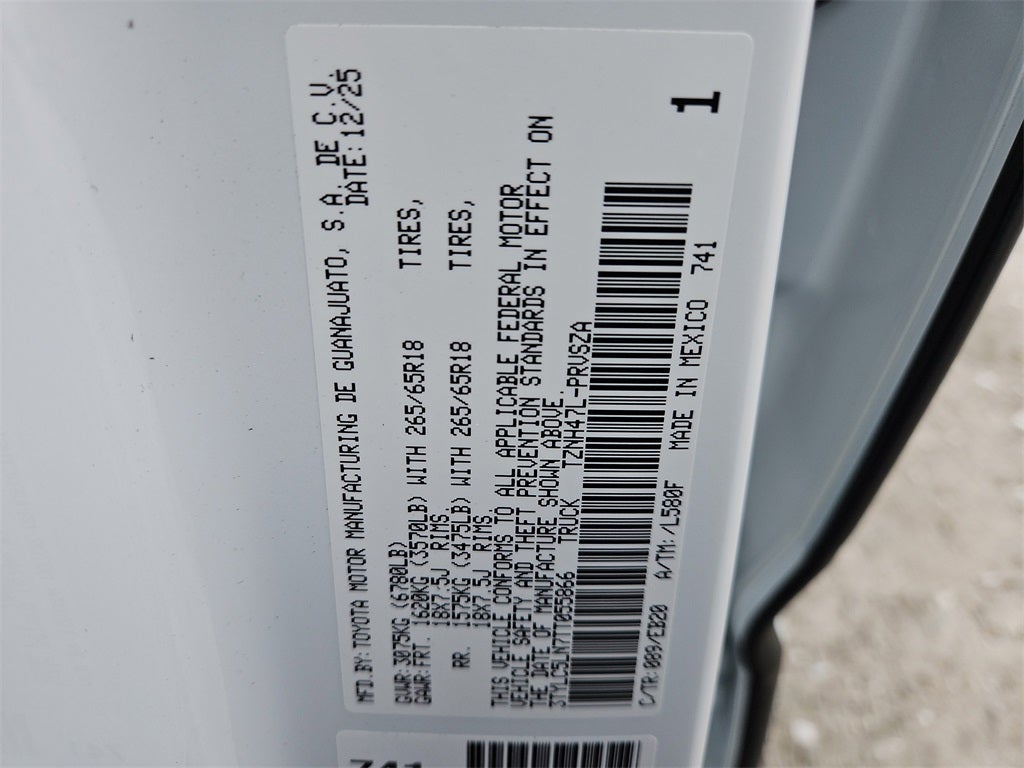 MFD.BY:TOYOTA MOTOR MANUFACTURING DE GUANAJUATO, S.A. DE C.V.
DATE:12/25
GVWR:3075KG (6780LB)
GAWR:FRT. 1620KG (3570LB) WITH 265/65R18 TIRES,
18X7.5J RIMS
RR. 1575KG (3475LB) WITH 265/65R18 TIRES,
18X7.5J RIMS
THIS VEHICLE CONFORMS TO ALL APPLICABLE FEDERAL MOTOR
VEHICLE SAFETY AND THEFT PREVENTION STANDARDS IN EFFECT ON
THE DATE OF MANUFACTURE SHOWN ABOVE.
3TYLC5LN7TT055866 TRUCK TZNH47L-PRVSZA
C/TR:089/EB20 A/TM:/L580F MADE IN MEXICO 741
1